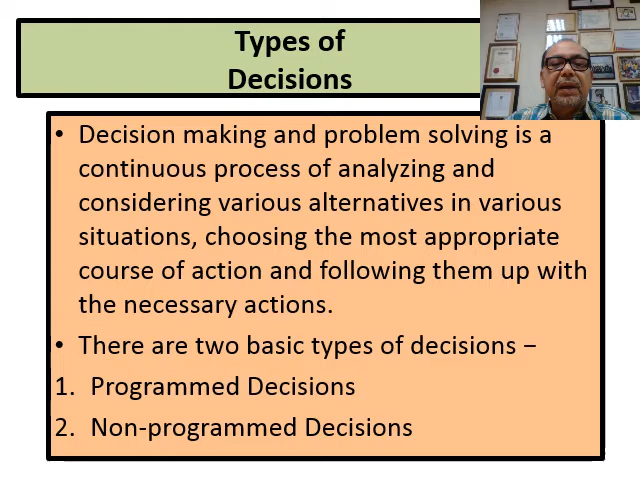 Types of
Decisions
• Decision making and problem solving is a
continuous process of analyzing and
considering various alternatives in various
situations, choosing the most appropriate
course of action and following them up with
the necessary actions.
• There are two basic types of decisions −
1. Programmed Decisions
2. Non-programmed Decisions